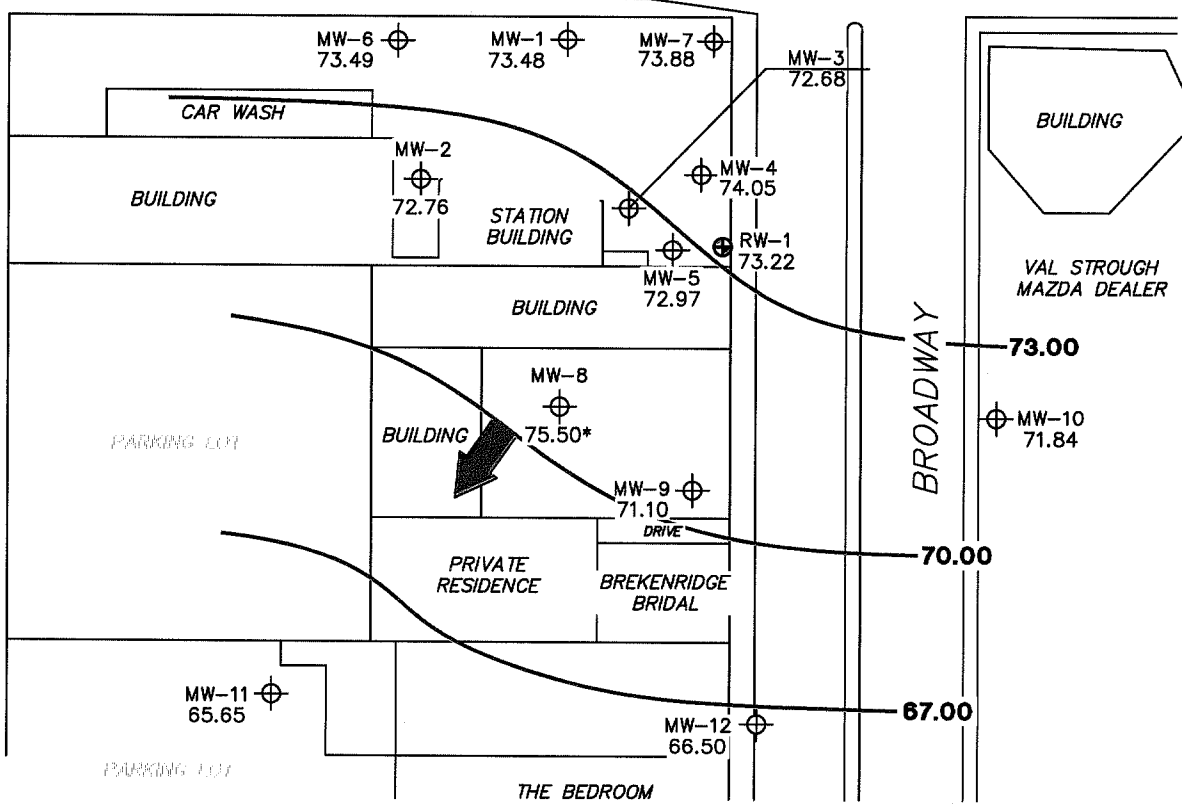 MW-6
73.49
MW-1
73.48
MW-7
73.88
MW-3
72.68
CAR WASH
BUILDING
MW-2
72.76
MW-4
74.05
BUILDING
STATION
BUILDING
RW-1
73.22
MW-5
72.97
VAL STROUGH
MAZDA DEALER
BUILDING
BROADWAY
73.00
MW-8
75.50*
MW-10
71.84
PARKING LOT
BUILDING
MW-9
71.10
DRIVE
70.00
PRIVATE
RESIDENCE
BREKENRIDGE
BRIDAL
MW-11
65.65
67.00
MW-12
66.50
PARKING LOT
THE BEDROOM